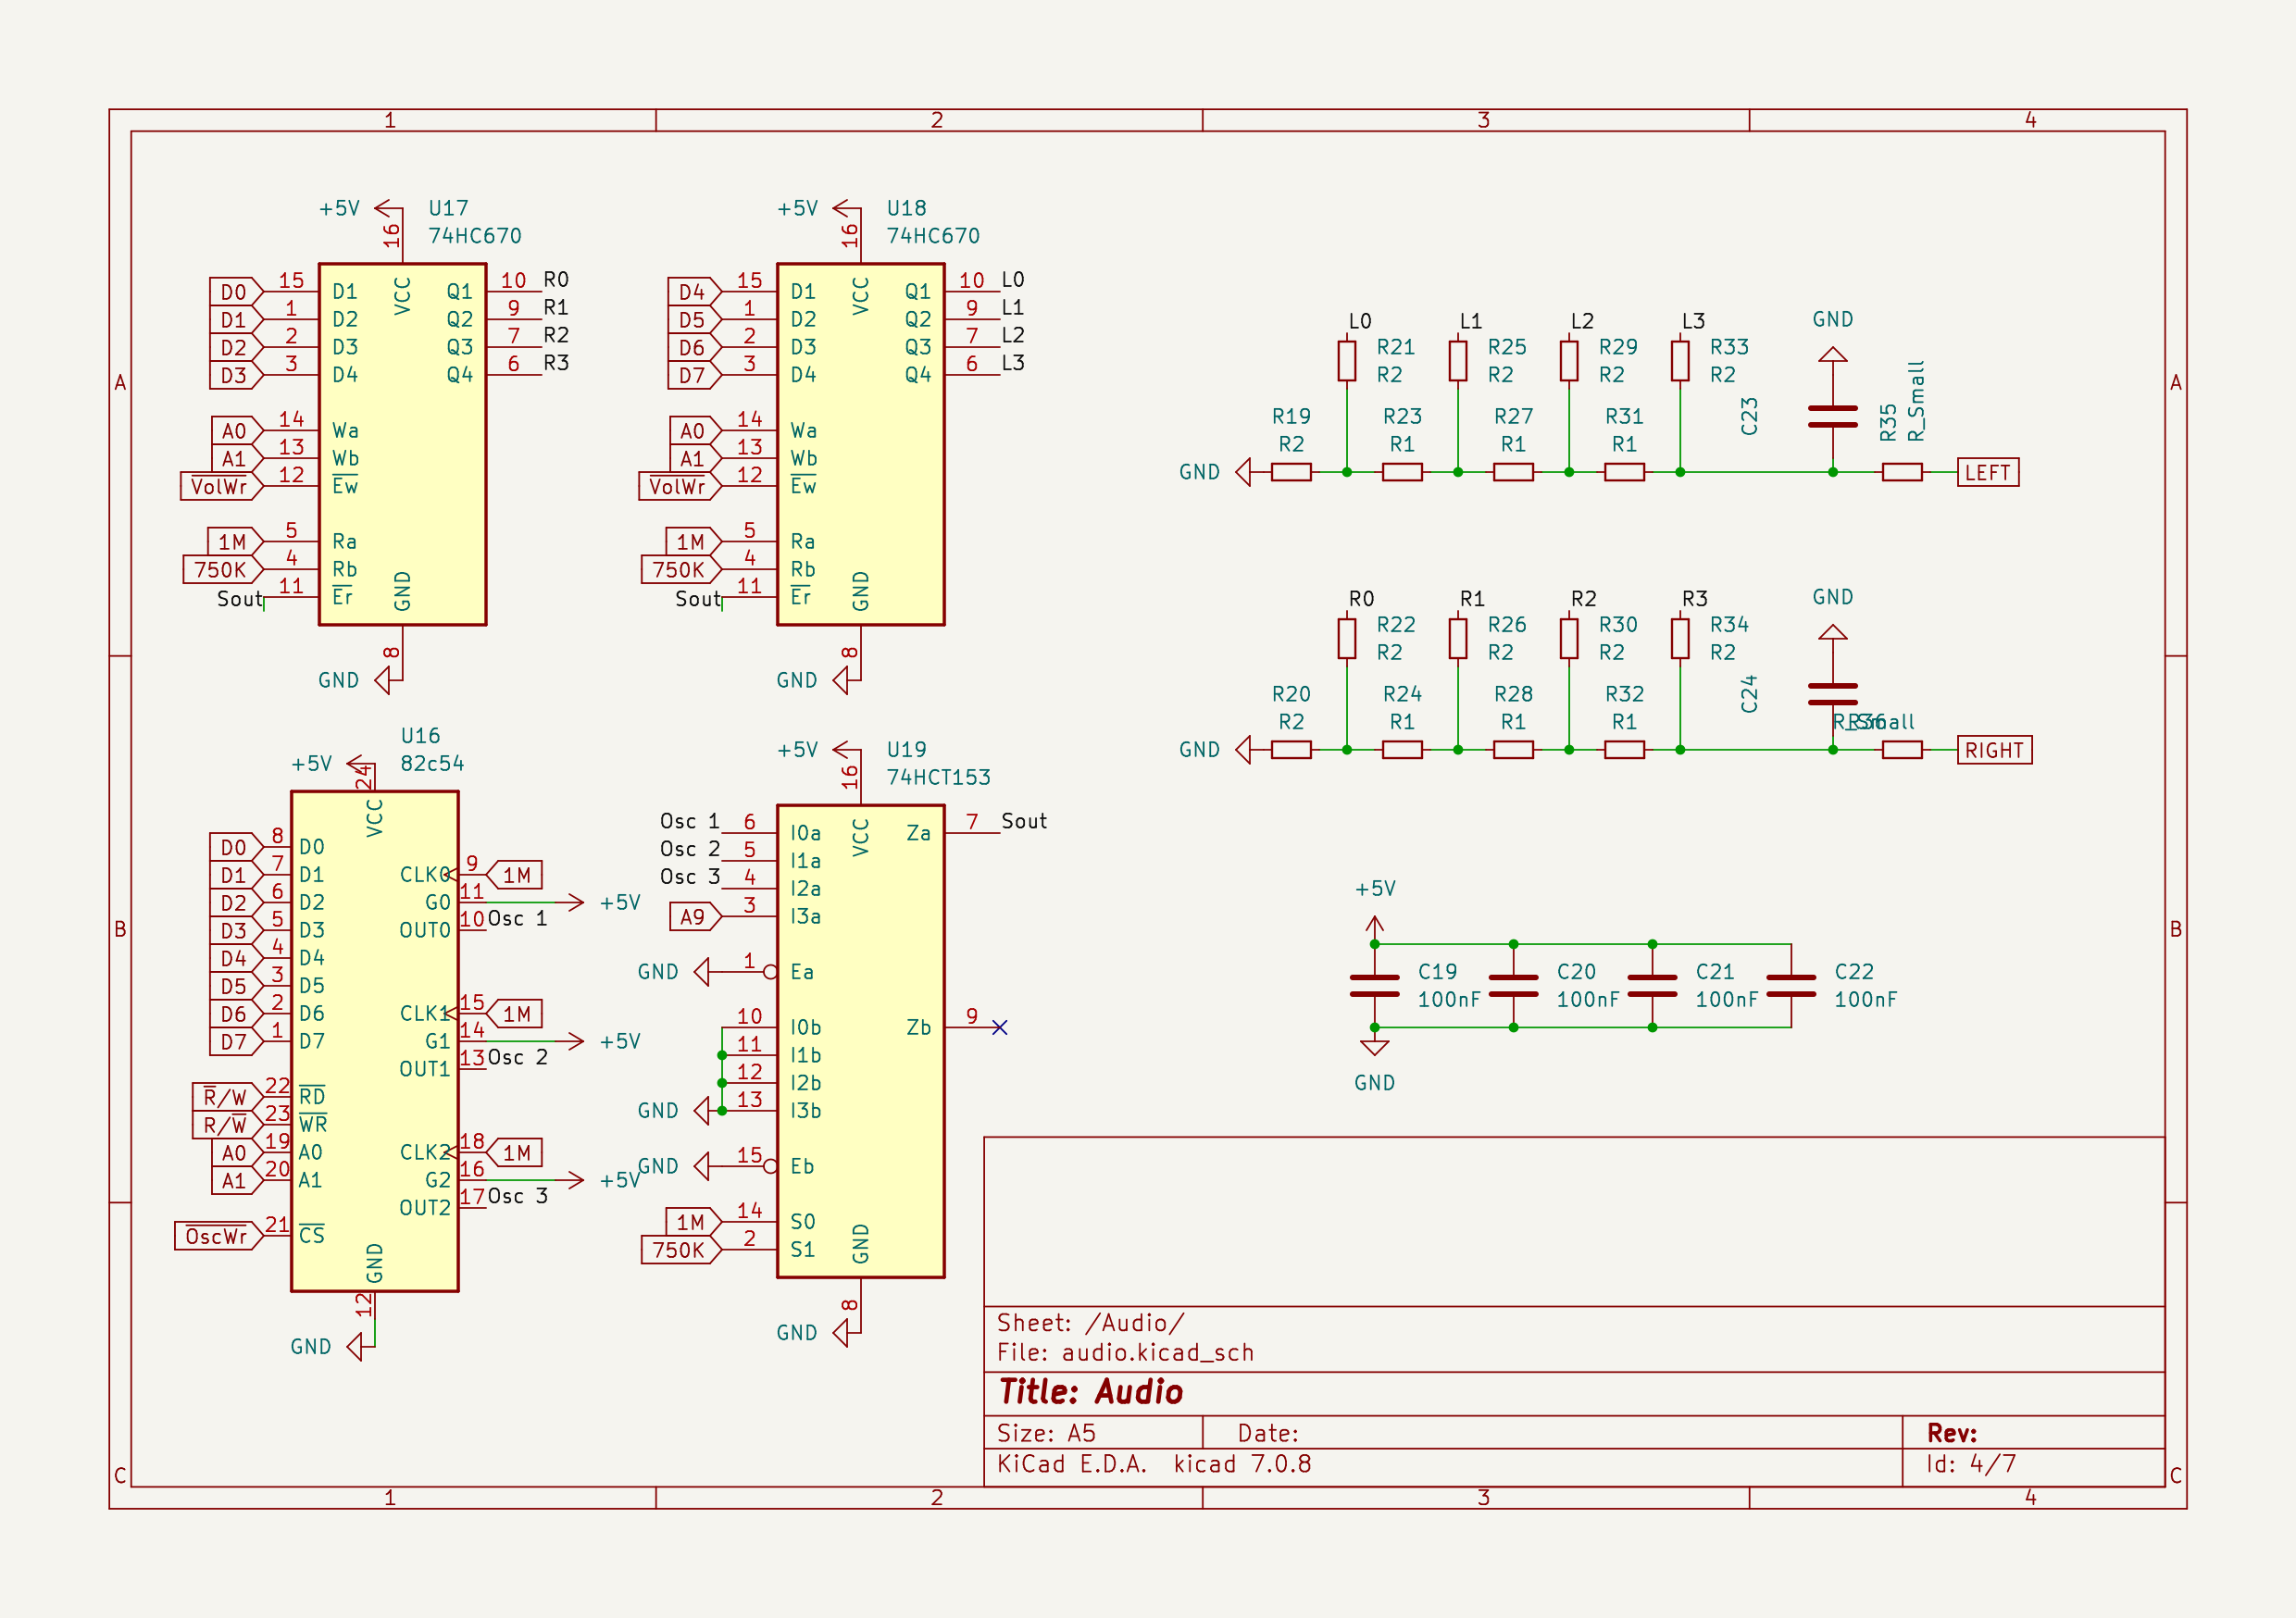 1 2 3 4
A A
B B
C C
1 2 3 4
+5V
U17
74HC670
16
VCC
D0 15 D1 Q1 10 R0
D1 1 D2 Q2 9 R1
D2 2 D3 Q3 7 R2
D3 3 D4 Q4 6 R3
A0 14 Wa
A1 13 Wb
VolWr 12 Ew
1M 5 Ra
750K 4 Rb
Sout 11 Er
GND
8
GND
+5V
U18
74HC670
16
VCC
D4 15 D1 Q1 10 L0
D5 1 D2 Q2 9 L1
D6 2 D3 Q3 7 L2
D7 3 D4 Q4 6 L3
A0 14 Wa
A1 13 Wb
VolWr 12 Ew
1M 5 Ra
750K 4 Rb
Sout 11 Er
GND
8
GND
L0 L1 L2 L3
R21 R25 R29 R33
R2 R2 R2 R2
R19 R23 R27 R31
R2 R1 R1 R1
GND
GND
C23
R35
R_Small
LEFT
R0 R1 R2 R3
R22 R26 R30 R34
R2 R2 R2 R2
R20 R24 R28 R32
R2 R1 R1 R1
GND
GND
C24
R36
R_Small
RIGHT
U16
+5V 82c54
24
VCC
D0 8 D0
D1 7 D1 CLK0 9 1M
D2 6 D2 G0 11 +5V
D3 5 D3 OUT0 10 Osc 1
D4 4 D4
D5 3 D5
D6 2 D6 CLK1 15 1M
D7 1 D7 G1 14 +5V
OUT1 13 Osc 2
R/W 22 RD
R/W 23 WR
A0 19 A0 CLK2 18 1M
A1 20 A1 G2 16 +5V
OUT2 17 Osc 3
OscWr 21 CS
GND
12
GND
+5V
U19
74HCT153
16
VCC
Osc 1 6 I0a Za 7 Sout
Osc 2 5 I1a
Osc 3 4 I2a
A9 3 I3a
GND 1 Ea
10 I0b Zb 9
11 I1b
12 I2b
GND 13 I3b
GND 15 Eb
1M 14 S0
750K 2 S1
GND
8
GND
+5V
C19 C20 C21 C22
100nF 100nF 100nF 100nF
GND
Sheet: /Audio/
File: audio.kicad_sch
Title: Audio
Size: A5 Date: Rev:
KiCad E.D.A. kicad 7.0.8 Id: 4/7